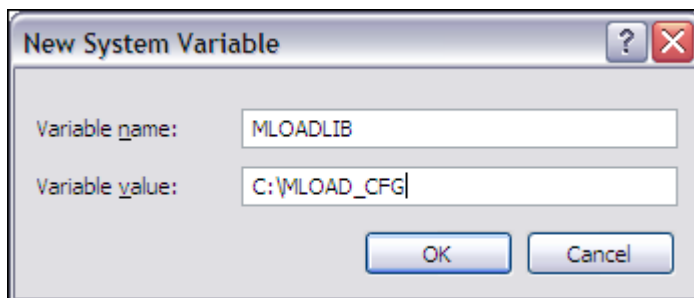 New System Variable
Variable name: MLOADLIB
Variable value: C:\MLOAD_CFG
OK Cancel